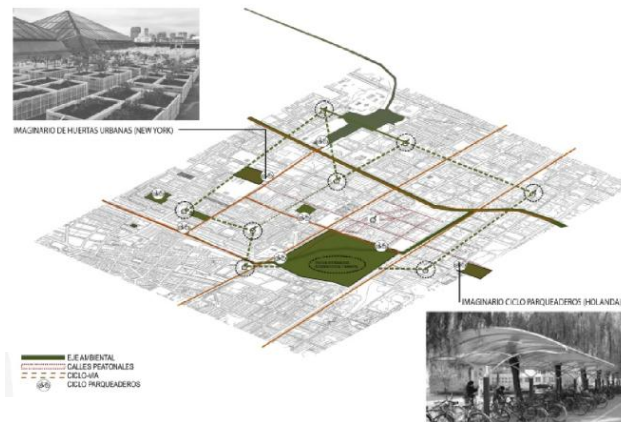 IMAGINARIO DE HUERTAS URBANAS (NEW YORK)
IMAGINARIO CICLO PARQUEADEROS (HOLANDA)
EJE AMBIENTAL
CALLES PEATONALES
CICLO-VIA
CICLO PARQUEADEROS